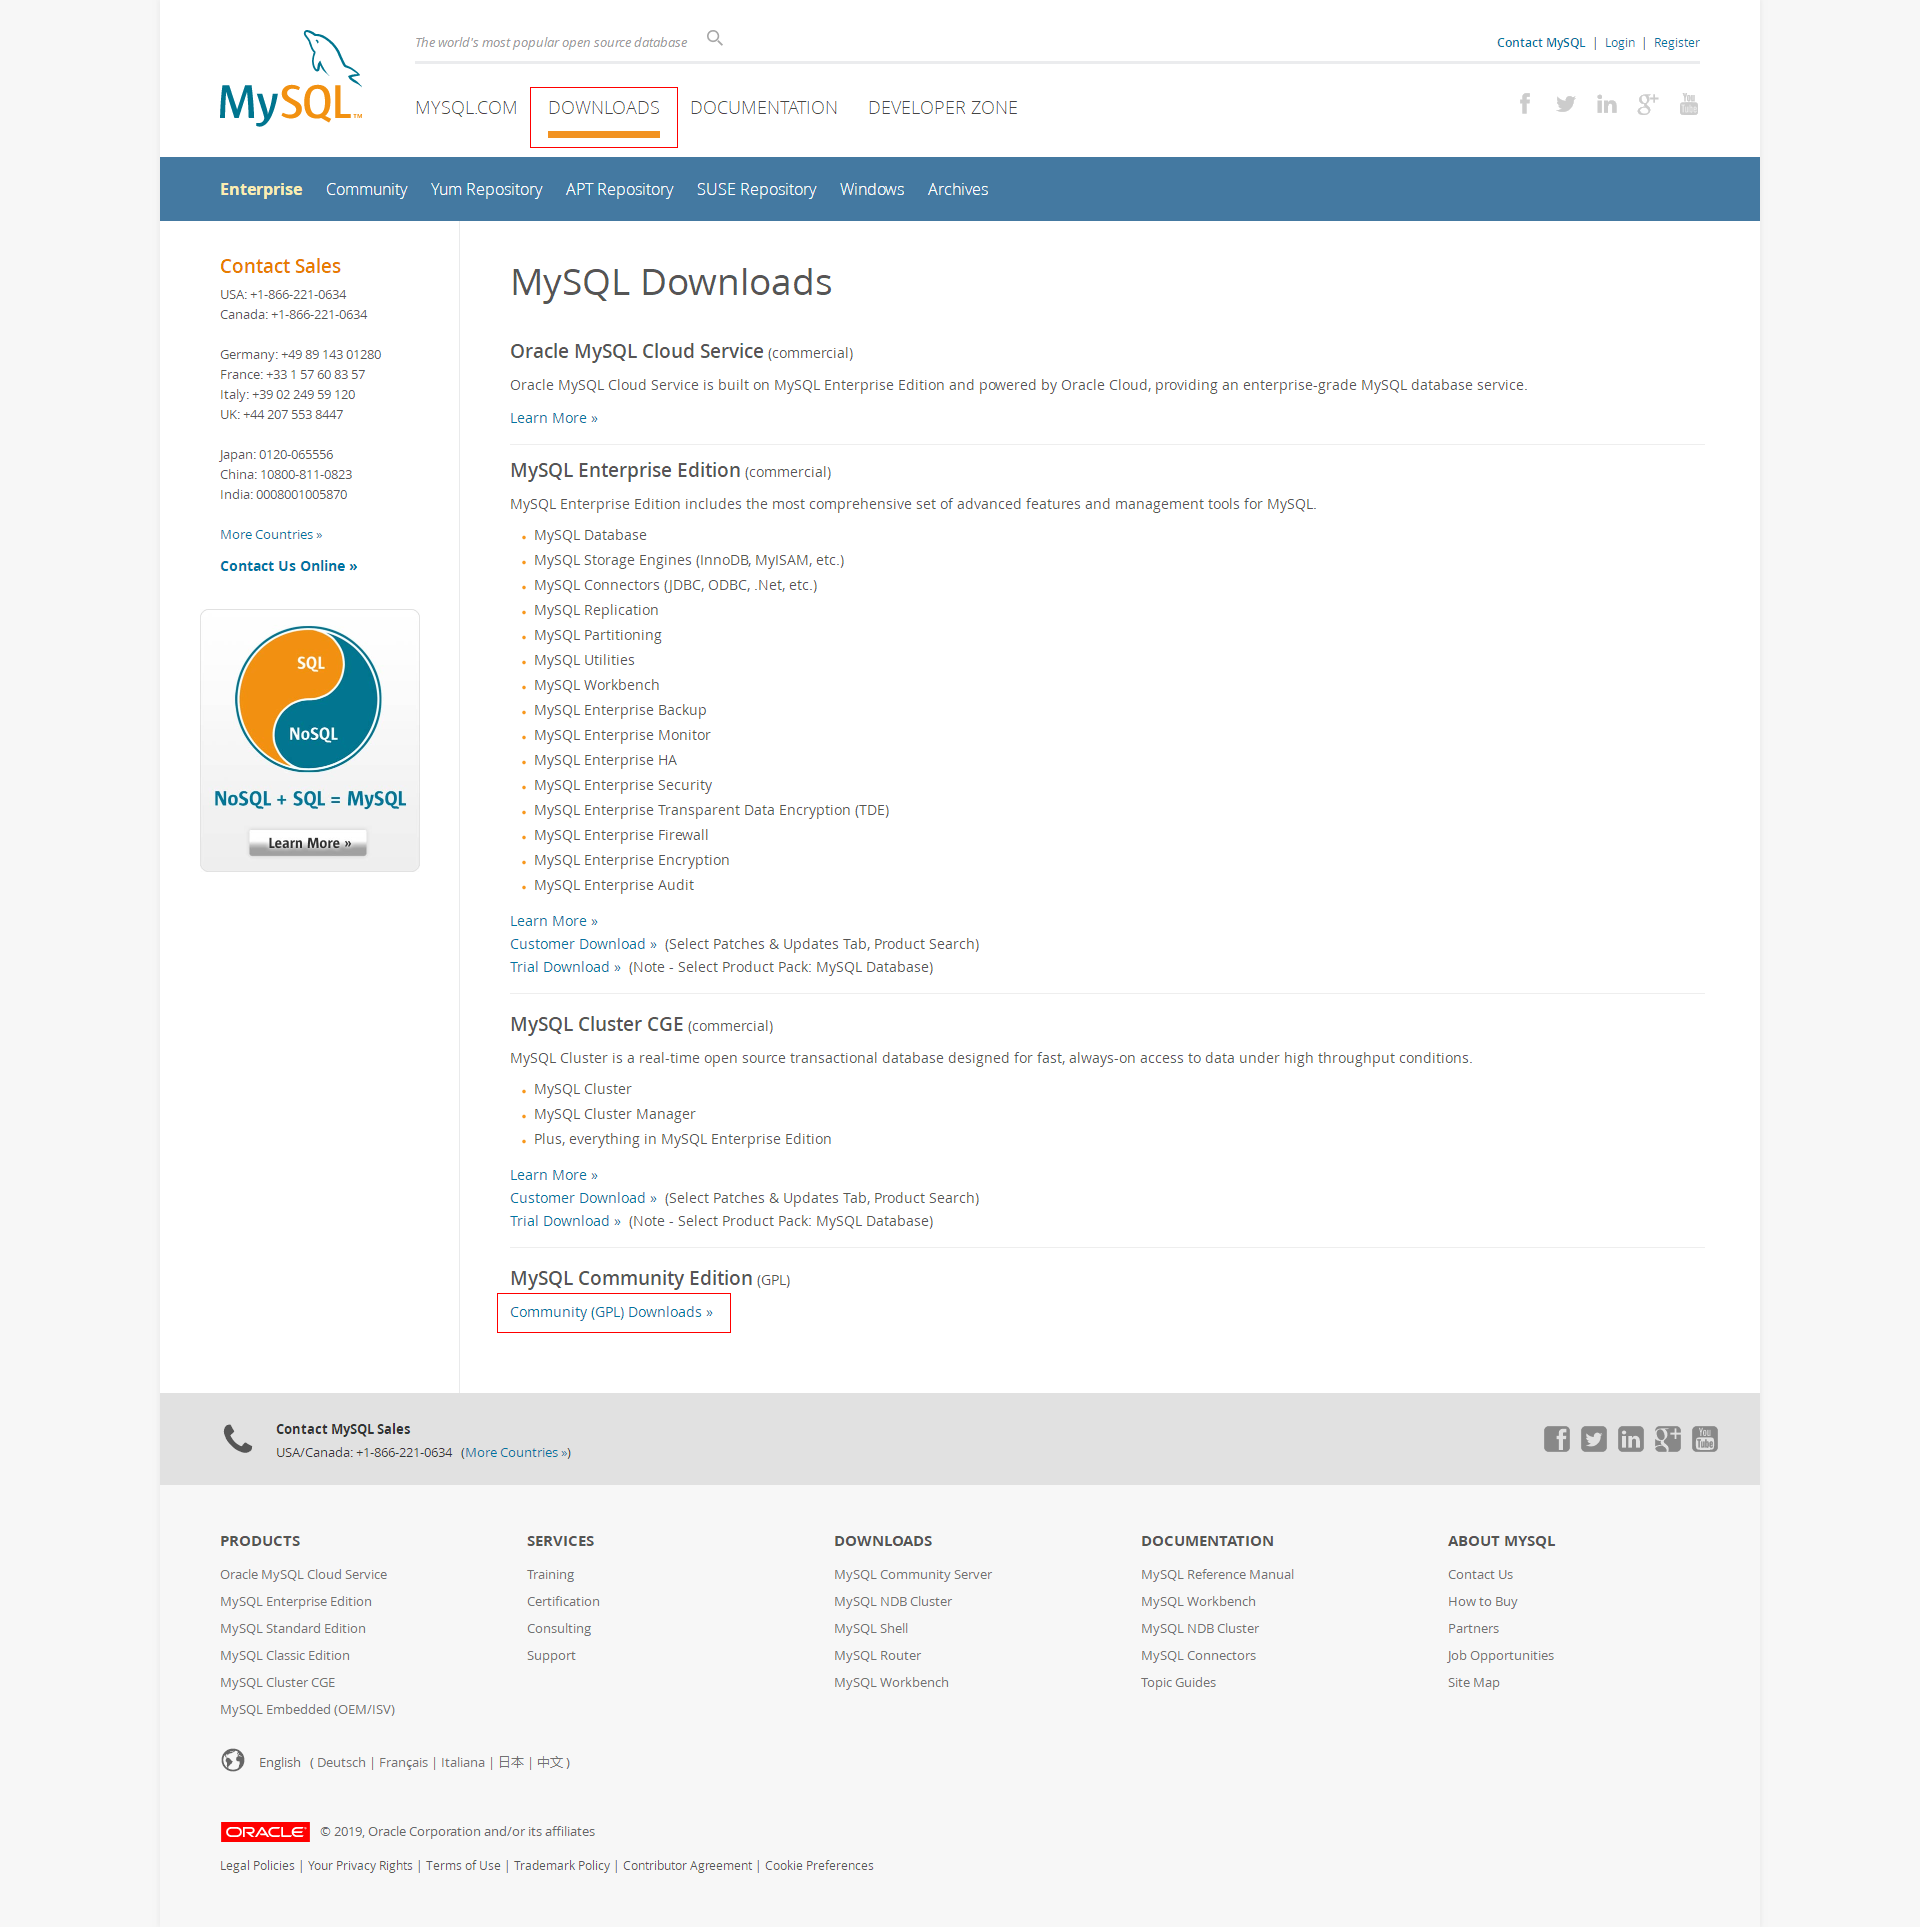 The world's most popular open source database
Contact MySQL | Login | Register
MySQL™
MYSQL.COM DOWNLOADS DOCUMENTATION DEVELOPER ZONE
f in g+ You Tube
Enterprise Community Yum Repository APT Repository SUSE Repository Windows Archives
Contact Sales
USA: +1-866-221-0634
Canada: +1-866-221-0634
Germany: +49 89 143 01280
France: +33 1 57 60 83 57
Italy: +39 02 249 59 120
UK: +44 207 553 8447
Japan: 0120-065556
China: 10800-811-0823
India: 0008001005870
More Countries »
Contact Us Online »
SQL
NoSQL
NoSQL + SQL = MySQL
Learn More »
MySQL Downloads
Oracle MySQL Cloud Service (commercial)
Oracle MySQL Cloud Service is built on MySQL Enterprise Edition and powered by Oracle Cloud, providing an enterprise-grade MySQL database service.
Learn More »
MySQL Enterprise Edition (commercial)
MySQL Enterprise Edition includes the most comprehensive set of advanced features and management tools for MySQL.
MySQL Database
MySQL Storage Engines (InnoDB, MyISAM, etc.)
MySQL Connectors (JDBC, ODBC, .Net, etc.)
MySQL Replication
MySQL Partitioning
MySQL Utilities
MySQL Workbench
MySQL Enterprise Backup
MySQL Enterprise Monitor
MySQL Enterprise HA
MySQL Enterprise Security
MySQL Enterprise Transparent Data Encryption (TDE)
MySQL Enterprise Firewall
MySQL Enterprise Encryption
MySQL Enterprise Audit
Learn More »
Customer Download » (Select Patches & Updates Tab, Product Search)
Trial Download » (Note - Select Product Pack: MySQL Database)
MySQL Cluster CGE (commercial)
MySQL Cluster is a real-time open source transactional database designed for fast, always-on access to data under high throughput conditions.
MySQL Cluster
MySQL Cluster Manager
Plus, everything in MySQL Enterprise Edition
Learn More »
Customer Download » (Select Patches & Updates Tab, Product Search)
Trial Download » (Note - Select Product Pack: MySQL Database)
MySQL Community Edition (GPL)
Community (GPL) Downloads »
Contact MySQL Sales
USA/Canada: +1-866-221-0634 (More Countries »)
f in g+ You Tube
PRODUCTS
Oracle MySQL Cloud Service
MySQL Enterprise Edition
MySQL Standard Edition
MySQL Classic Edition
MySQL Cluster CGE
MySQL Embedded (OEM/ISV)
SERVICES
Training
Certification
Consulting
Support
DOWNLOADS
MySQL Community Server
MySQL NDB Cluster
MySQL Shell
MySQL Router
MySQL Workbench
DOCUMENTATION
MySQL Reference Manual
MySQL Workbench
MySQL NDB Cluster
MySQL Connectors
Topic Guides
ABOUT MYSQL
Contact Us
How to Buy
Partners
Job Opportunities
Site Map
English ( Deutsch | Français | Italiana | 日本 | 中文 )
ORACLE © 2019, Oracle Corporation and/or its affiliates
Legal Policies | Your Privacy Rights | Terms of Use | Trademark Policy | Contributor Agreement | Cookie Preferences